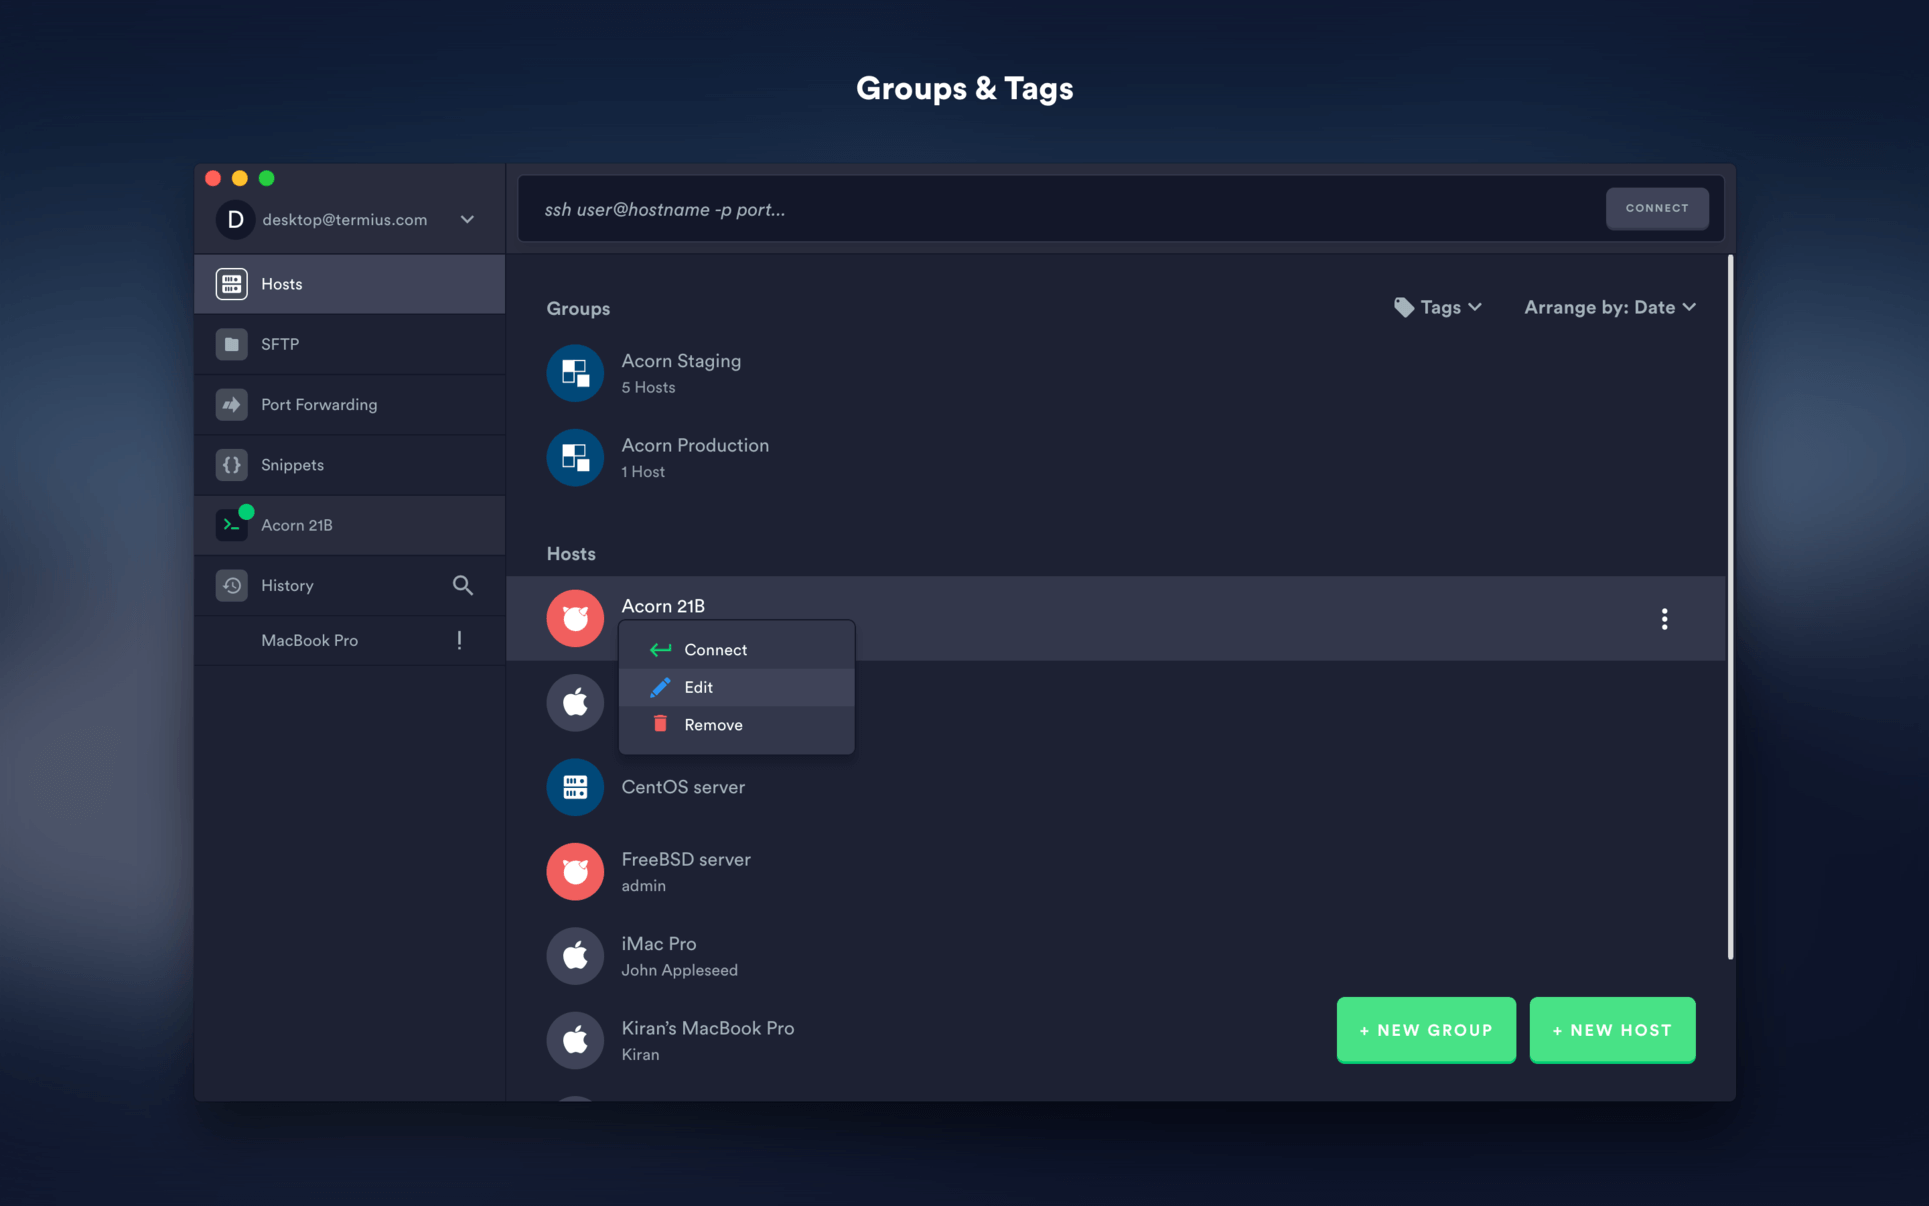 Groups & Tags
D desktop@termius.com
ssh user@hostname -p port...
CONNECT
Hosts
SFTP
Port Forwarding
Snippets
Acorn 21B
History
MacBook Pro !
Groups
Tags
Arrange by: Date
Acorn Staging
5 Hosts
Acorn Production
1 Host
Hosts
Acorn 21B
Connect
Edit
Remove
CentOS server
FreeBSD server
admin
iMac Pro
John Appleseed
Kiran’s MacBook Pro
Kiran
+ NEW GROUP
+ NEW HOST